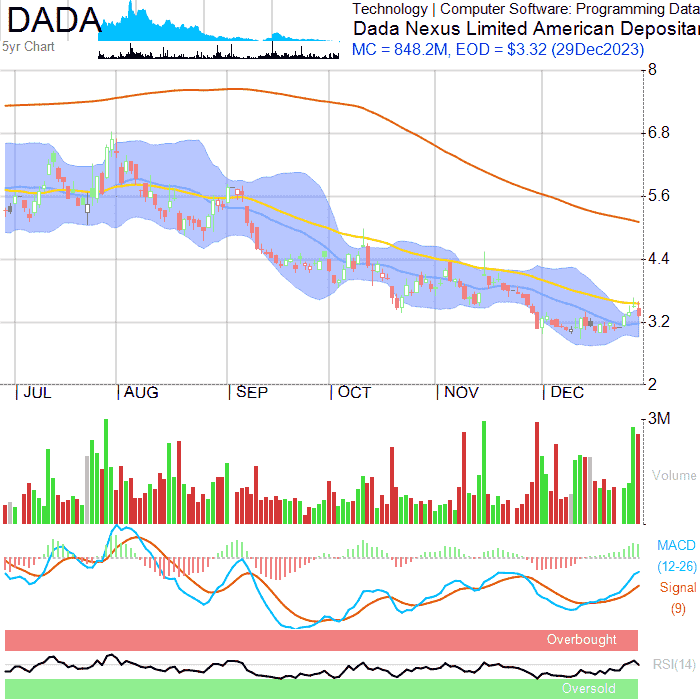 DADA
5yr Chart
Technology | Computer Software: Programming Data
Dada Nexus Limited American Depositar
MC = 848.2M, EOD = $3.32 (29Dec2023)
8
6.8
5.6
4.4
3.2
2
JUL AUG SEP OCT NOV DEC
3M
Volume
MACD
(12-26)
Signal
(9)
Overbought
RSI(14)
Oversold